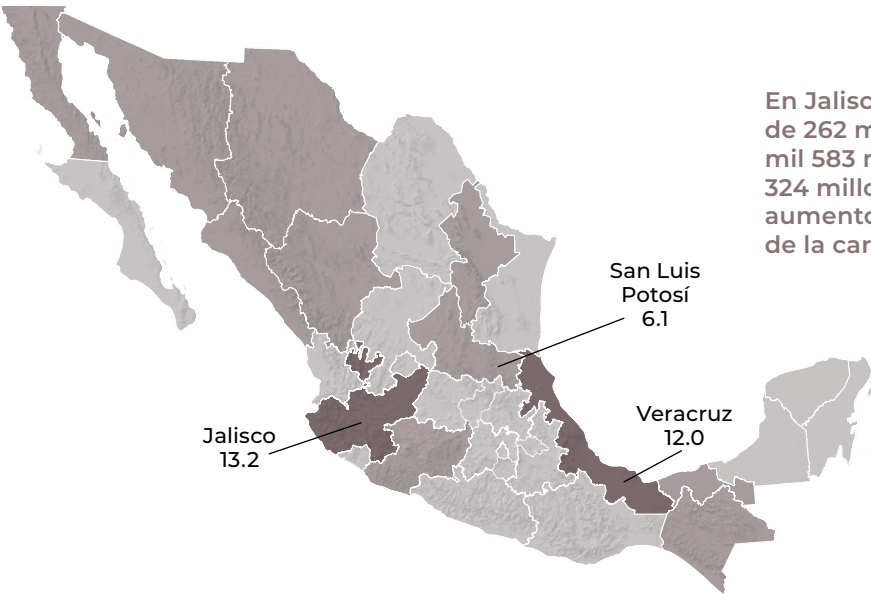 En Jalisc
de 262 m
mil 583 m
324 millo
aumento
de la car
San Luis
Potosí
6.1
Veracruz
12.0
Jalisco
13.2